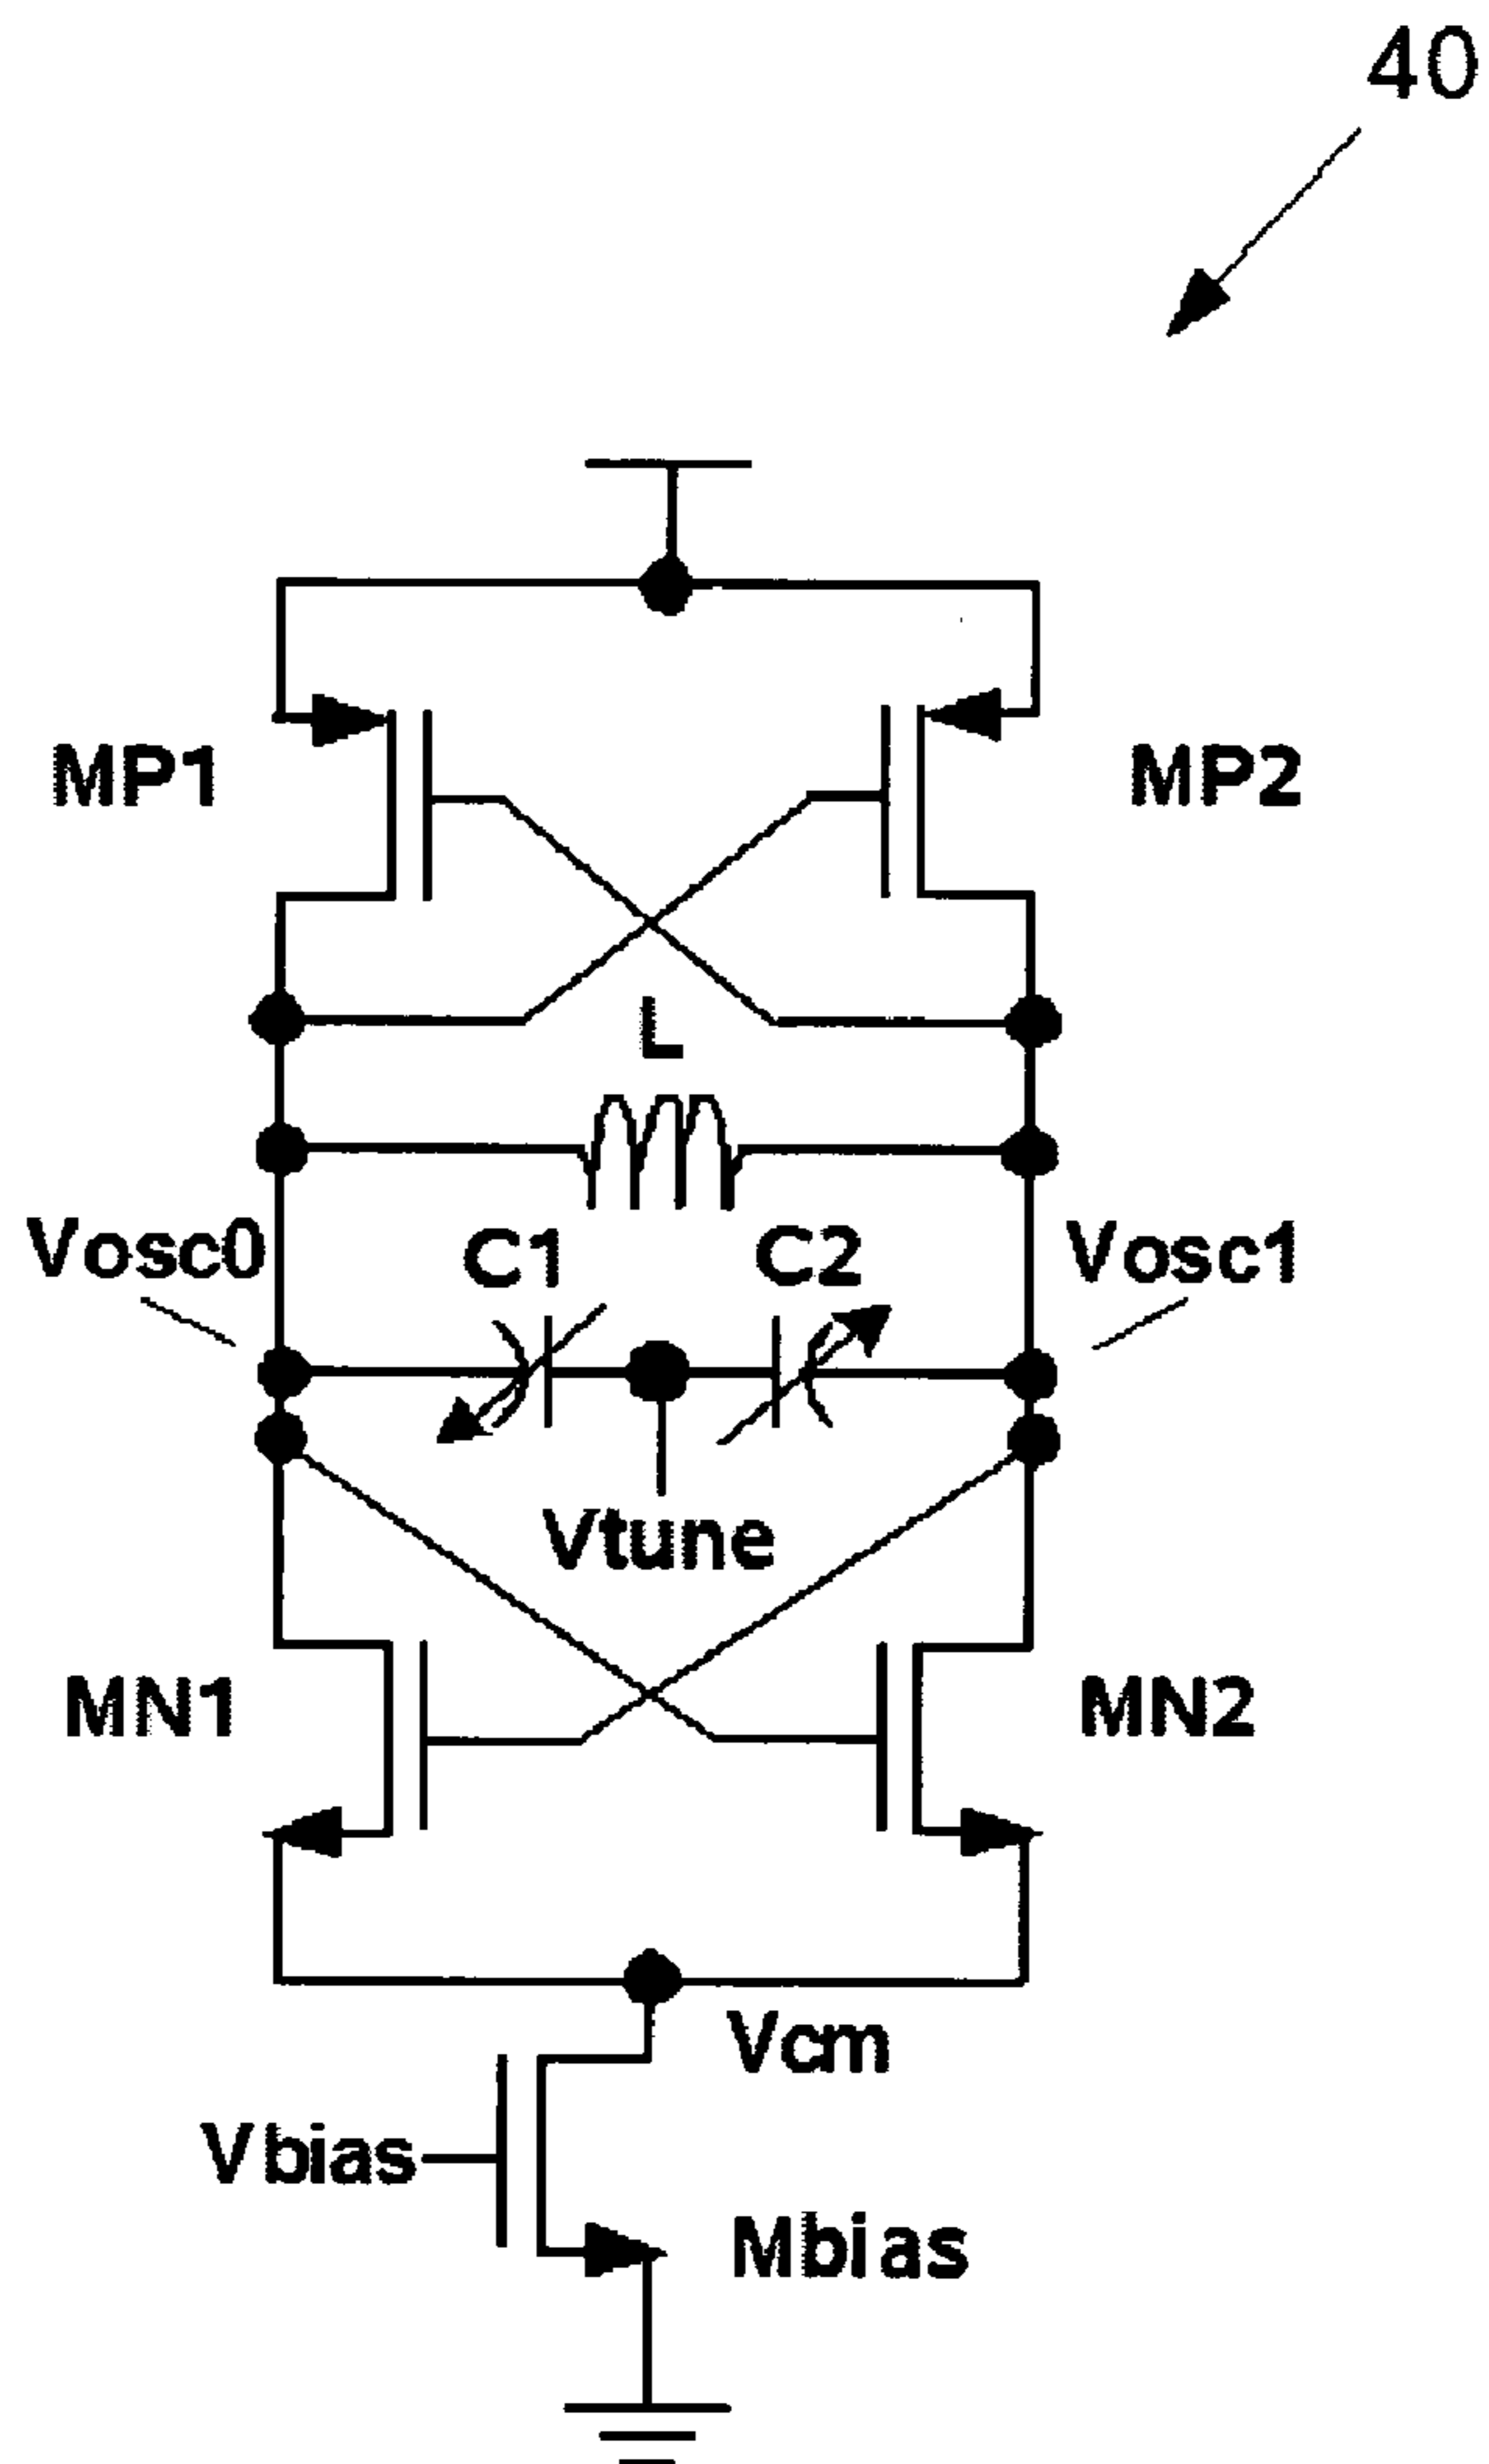 40
MP1
MP2
L
Vosc0
C1
C2
Vosc1
Vtune
MN1
MN2
Vcm
Vbias
Mbias